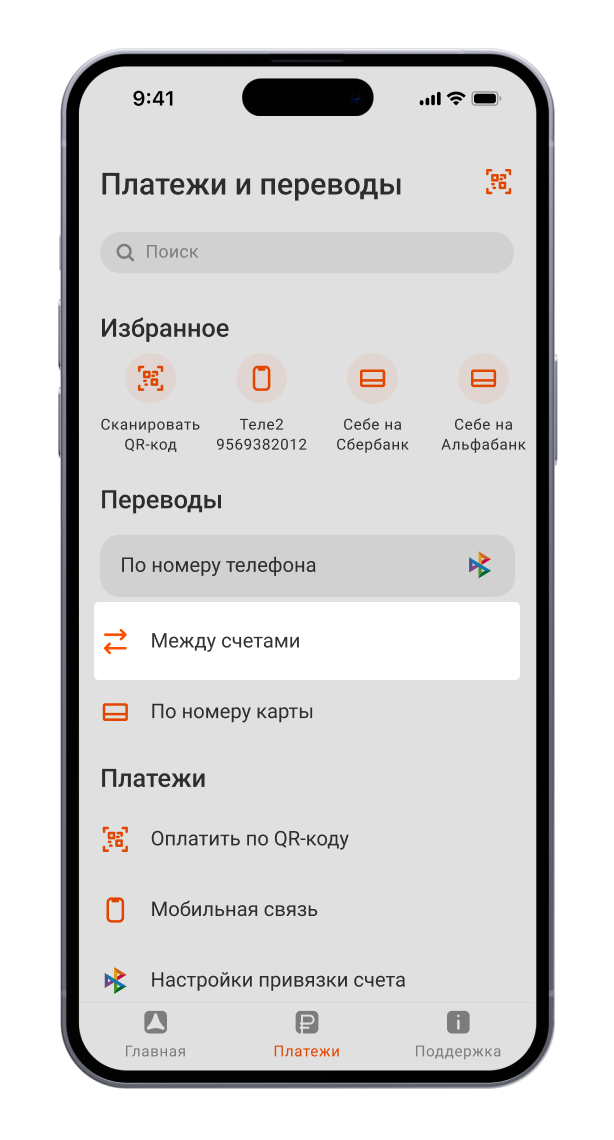 9:41
Платежи и переводы
Поиск
Избранное
Сканировать
QR-код
Теле2
9569382012
Себе на
Сбербанк
Себе на
Альфабанк
Переводы
По номеру телефона
Между счетами
По номеру карты
Платежи
Оплатить по QR-коду
Мобильная связь
Настройки привязки счета
Главная
Платежи
Поддержка